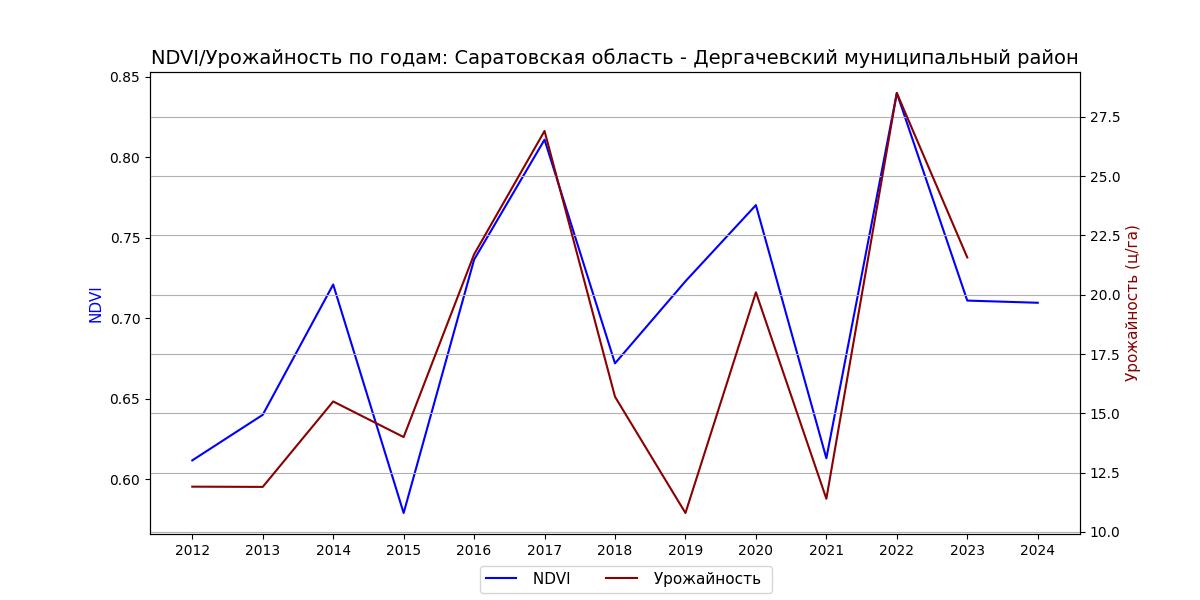 NDVI/Урожайность по годам: Саратовская область - Дергачевский муниципальный район
0.85
0.80
0.75
0.70
0.65
0.60
NDVI
27.5
25.0
22.5
20.0
17.5
15.0
12.5
10.0
Урожайность (ц/га)
2012 2013 2014 2015 2016 2017 2018 2019 2020 2021 2022 2023 2024
NDVI Урожайность